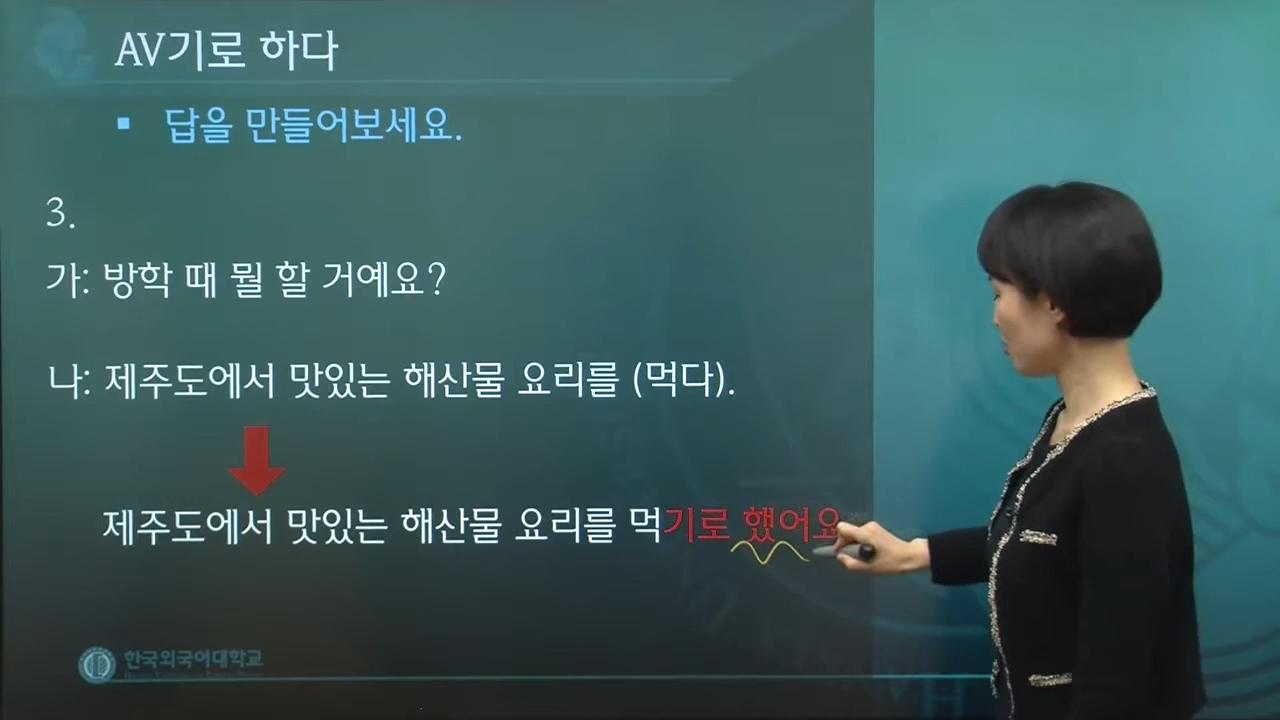 AV기로 하다
▪ 답을 만들어보세요.
3.
가: 방학 때 뭘 할 거예요?
나: 제주도에서 맛있는 해산물 요리를 (먹다).
제주도에서 맛있는 해산물 요리를 먹기로 했어요
한국외국어대학교